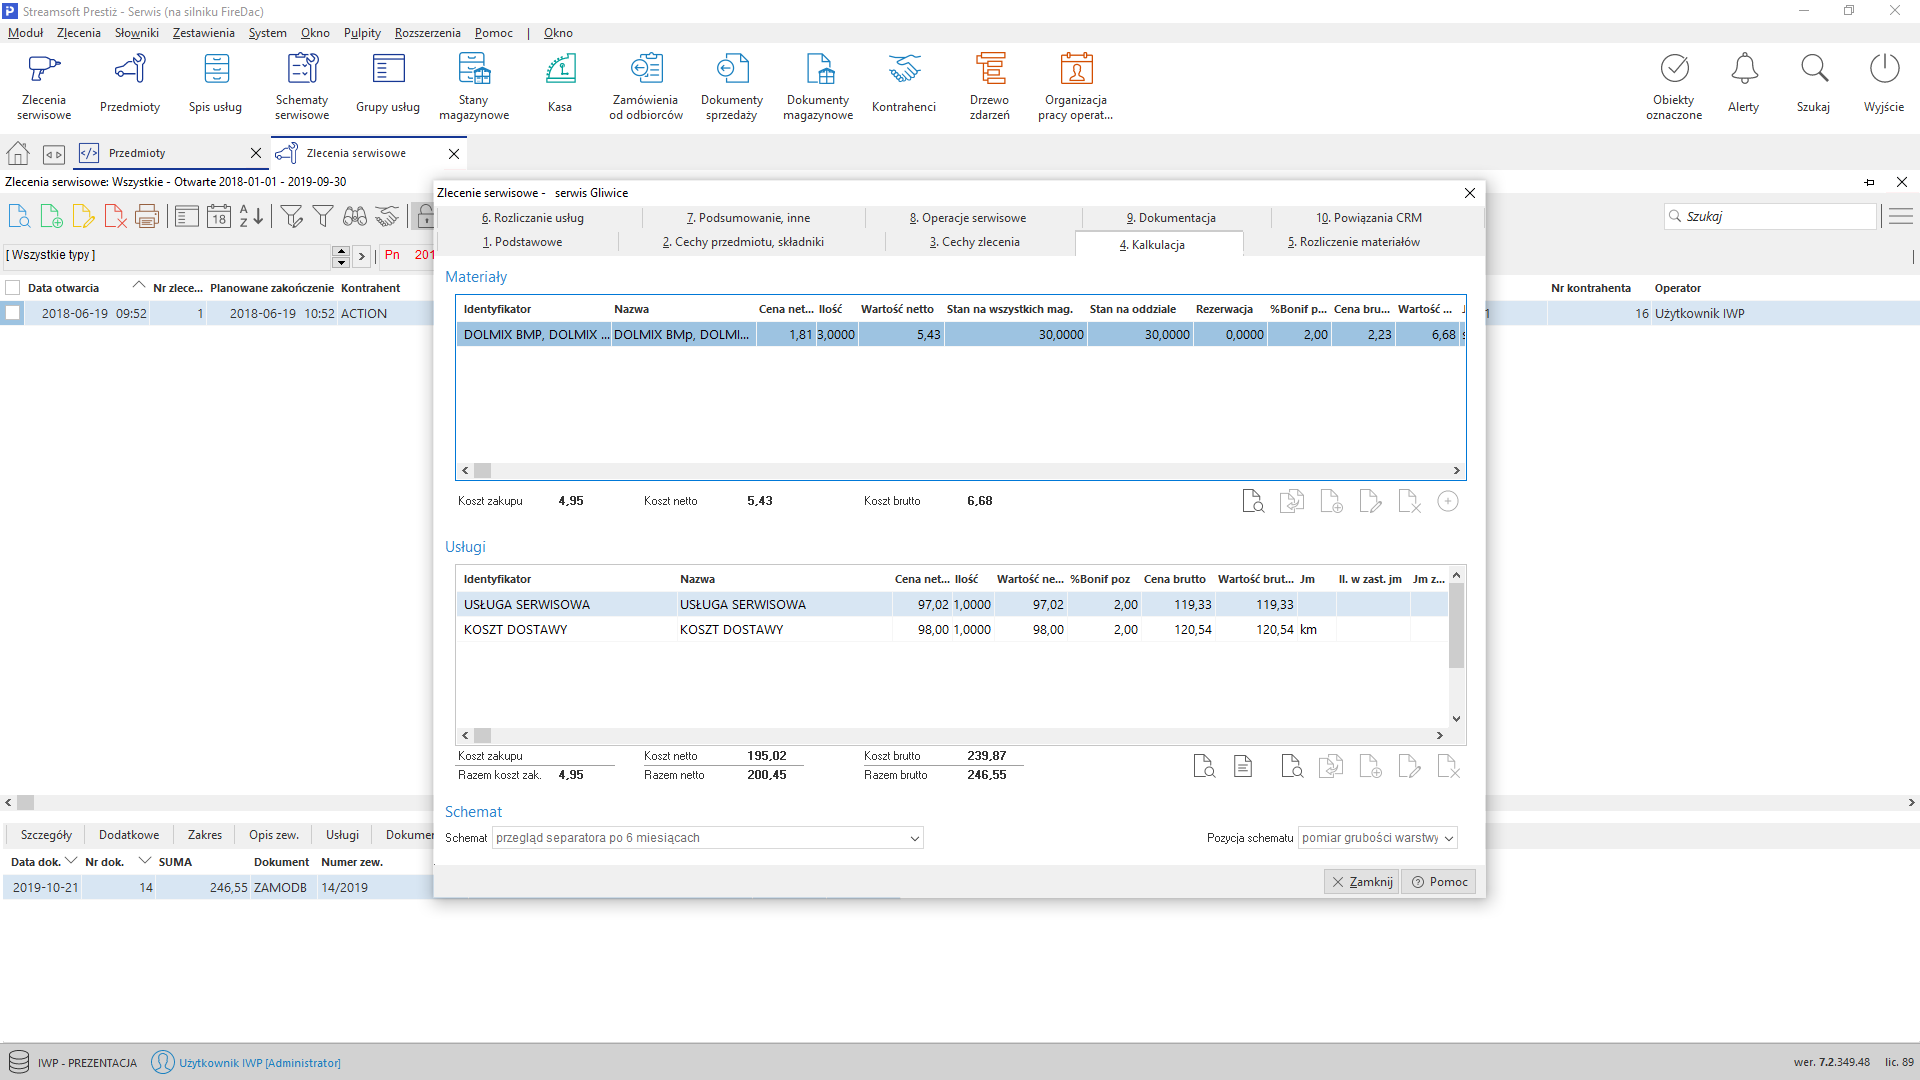 Streamsoft Prestiż - Serwis (na silniku FireDac)
Moduł Zlecenia Słowniki Zestawienia System Okno Pulpity Rozszerzenia Pomoc | Okno
Zlecenia serwisowe
Przedmioty
Spis usług
Schematy serwisowe
Grupy usług
Stany magazynowe
Kasa
Zamówienia od odbiorców
Dokumenty sprzedaży
Dokumenty magazynowe
Kontrahenci
Drzewo zdarzeń
Organizacja pracy operat...
Obiekty oznaczone
Alerty
Szukaj
Wyjście
Przedmioty
Zlecenia serwisowe
Zlecenia serwisowe: Wszystkie - Otwarte 2018-01-01 - 2019-09-30
18
A Z
Szukaj
[ Wszystkie typy ]
Pn 201
Data otwarcia Nr zlece... Planowane zakończenie Kontrahent
Nr kontrahenta Operator
2018-06-19 09:52 1 2018-06-19 10:52 ACTION
1 16 Użytkownik IWP
Zlecenie serwisowe - serwis Gliwice
6. Rozliczanie usług 7. Podsumowanie, inne 8. Operacje serwisowe 9. Dokumentacja 10. Powiązania CRM
1. Podstawowe 2. Cechy przedmiotu, składniki 3. Cechy zlecenia 4. Kalkulacja 5. Rozliczenie materiałów
Materiały
Identyfikator Nazwa Cena net... Ilość Wartość netto Stan na wszystkich mag. Stan na oddziale Rezerwacja %Bonif p... Cena bru... Wartość ...
DOLMIX BMP, DOLMIX ... DOLMIX BMp, DOLMI... 1,81 3,0000 5,43 30,0000 30,0000 0,0000 2,00 2,23 6,68
Koszt zakupu 4,95 Koszt netto 5,43 Koszt brutto 6,68
Usługi
Identyfikator Nazwa Cena net... Ilość Wartość ne... %Bonif poz Cena brutto Wartość brut... Jm Il. w zast. jm Jm z...
USŁUGA SERWISOWA USŁUGA SERWISOWA 97,02 1,0000 97,02 2,00 119,33 119,33
KOSZT DOSTAWY KOSZT DOSTAWY 98,00 1,0000 98,00 2,00 120,54 120,54 km
Koszt zakupu Koszt netto 195,02 Koszt brutto 239,87
Razem koszt zak. 4,95 Razem netto 200,45 Razem brutto 246,55
Schemat
Schemat przegląd separatora po 6 miesiącach Pozycja schematu pomiar grubości warstwy
Zamknij Pomoc
Szczegóły Dodatkowe Zakres Opis zew. Usługi Dokumen
Data dok. Nr dok. SUMA Dokument Numer zew.
2019-10-21 14 246,55 ZAMODB 14/2019
IWP - PREZENTACJA Użytkownik IWP [Administrator]
wer. 7.2.349.48 lic. 89